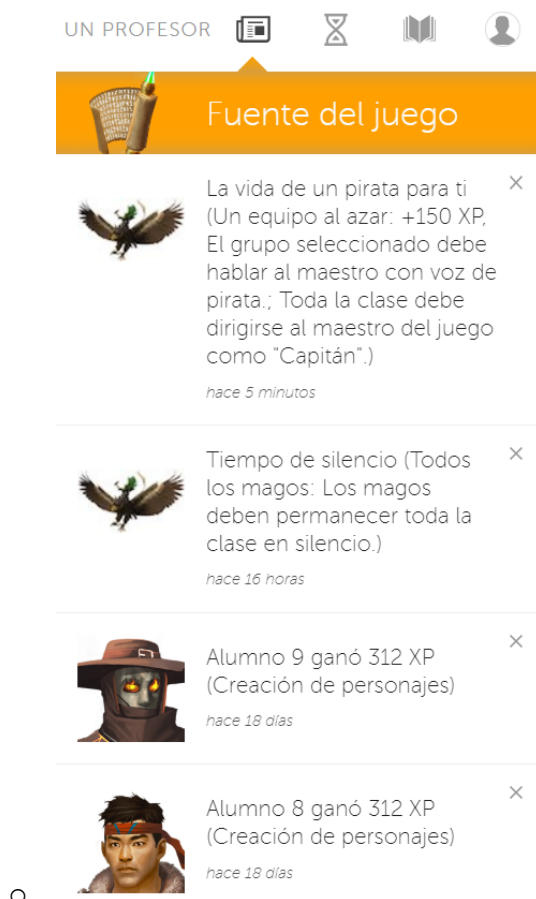 UN PROFESOR
Fuente del juego
La vida de un pirata para ti
(Un equipo al azar: +150 XP,
El grupo seleccionado debe
hablar al maestro con voz de
pirata.; Toda la clase debe
dirigirse al maestro del juego
como "Capitán".)
hace 5 minutos
Tiempo de silencio (Todos
los magos: Los magos
deben permanecer toda la
clase en silencio.)
hace 16 horas
Alumno 9 ganó 312 XP
(Creación de personajes)
hace 18 días
Alumno 8 ganó 312 XP
(Creación de personajes)
hace 18 días